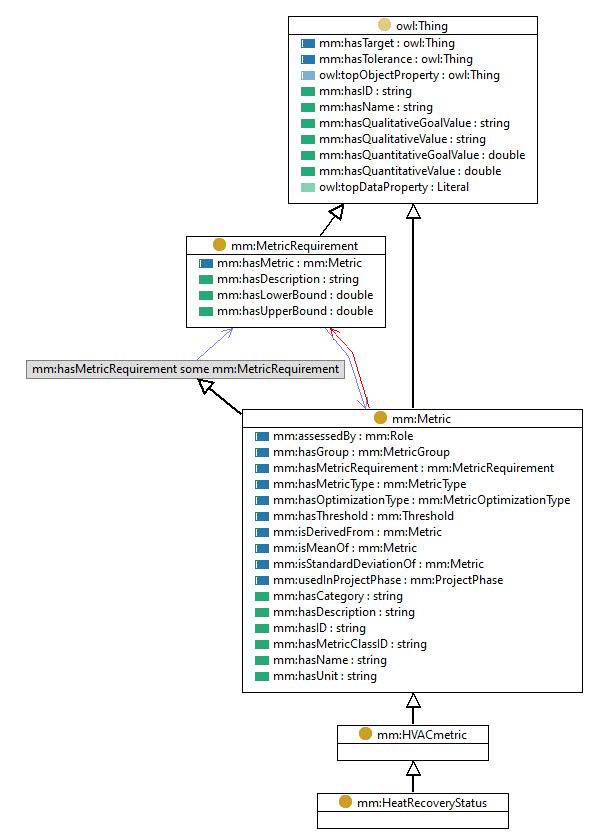 owl:Thing
mm:hasTarget : owl:Thing
mm:hasTolerance : owl:Thing
owl:topObjectProperty : owl:Thing
mm:hasID : string
mm:hasName : string
mm:hasQualitativeGoalValue : string
mm:hasQualitativeValue : string
mm:hasQuantitativeGoalValue : double
mm:hasQuantitativeValue : double
owl:topDataProperty : Literal
mm:MetricRequirement
mm:hasMetric : mm:Metric
mm:hasDescription : string
mm:hasLowerBound : double
mm:hasUpperBound : double
mm:hasMetricRequirement some mm:MetricRequirement
mm:Metric
mm:assessedBy : mm:Role
mm:hasGroup : mm:MetricGroup
mm:hasMetricRequirement : mm:MetricRequirement
mm:hasMetricType : mm:MetricType
mm:hasOptimizationType : mm:MetricOptimizationType
mm:hasThreshold : mm:Threshold
mm:isDerivedFrom : mm:Metric
mm:isMeanOf : mm:Metric
mm:isStandardDeviationOf : mm:Metric
mm:usedInProjectPhase : mm:ProjectPhase
mm:hasCategory : string
mm:hasDescription : string
mm:hasID : string
mm:hasMetricClassID : string
mm:hasName : string
mm:hasUnit : string
mm:HVACmetric
mm:HeatRecoveryStatus